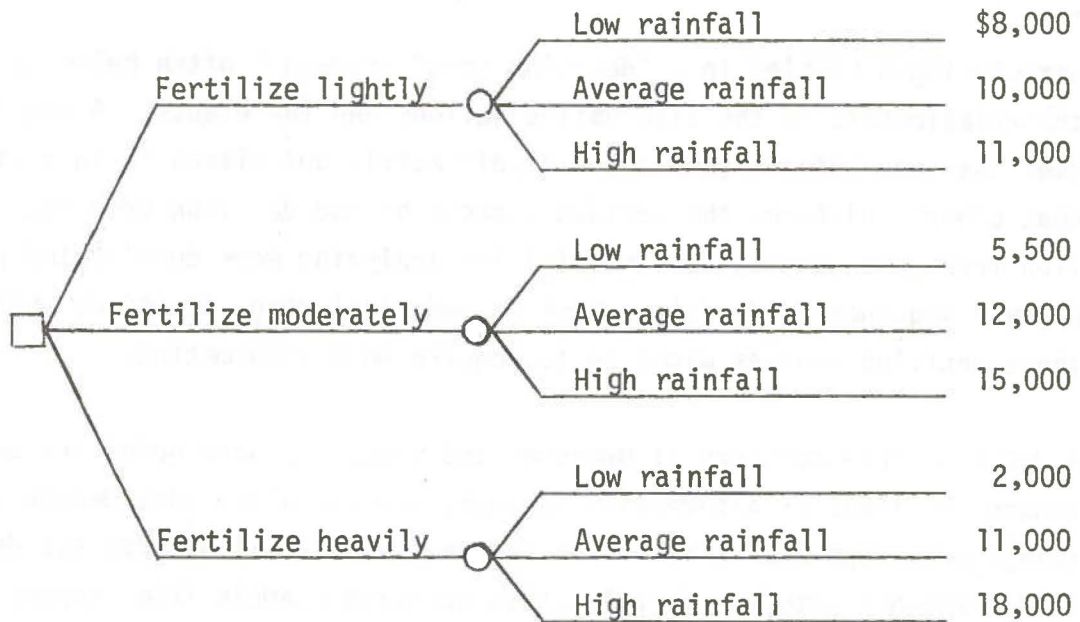 Low rainfall $8,000
Fertilize lightly Average rainfall 10,000
High rainfall 11,000
Low rainfall 5,500
Fertilize moderately Average rainfall 12,000
High rainfall 15,000
Low rainfall 2,000
Fertilize heavily Average rainfall 11,000
High rainfall 18,000